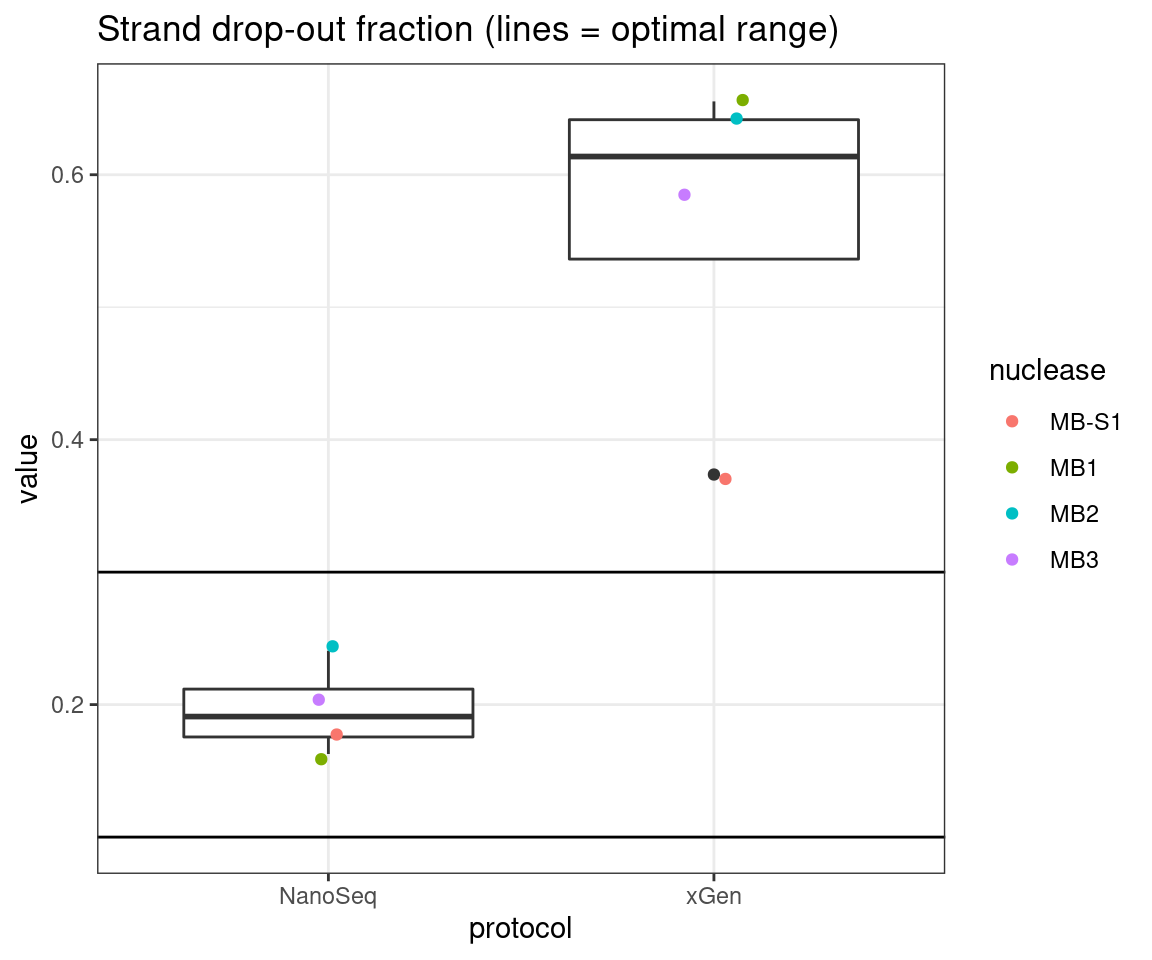 Strand drop-out fraction (lines = optimal range)
0.6
0.4
0.2
value
NanoSeq
xGen
protocol
nuclease
MB-S1
MB1
MB2
MB3